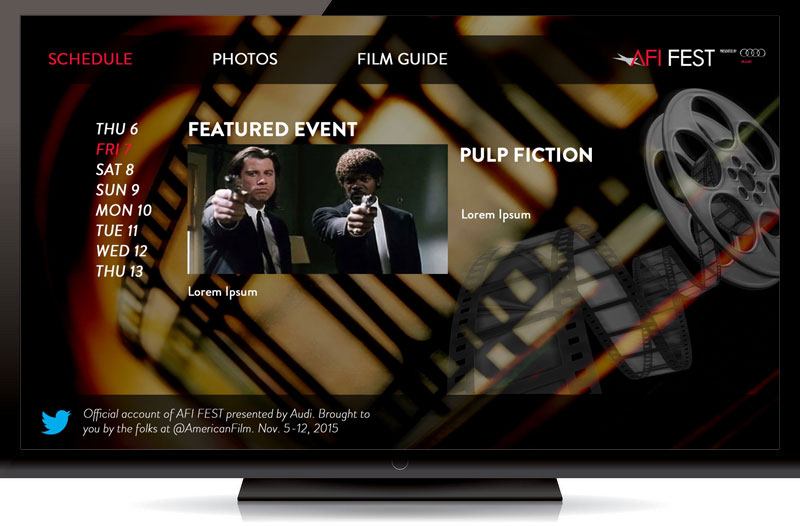 SCHEDULE
PHOTOS
FILM GUIDE
AFI FEST
PRESENTED BY
Audi
THU 6
FRI 7
SAT 8
SUN 9
MON 10
TUE 11
WED 12
THU 13
FEATURED EVENT
PULP FICTION
Lorem Ipsum
Lorem Ipsum
Official account of AFI FEST presented by Audi. Brought to
you by the folks at @AmericanFilm. Nov. 5-12, 2015